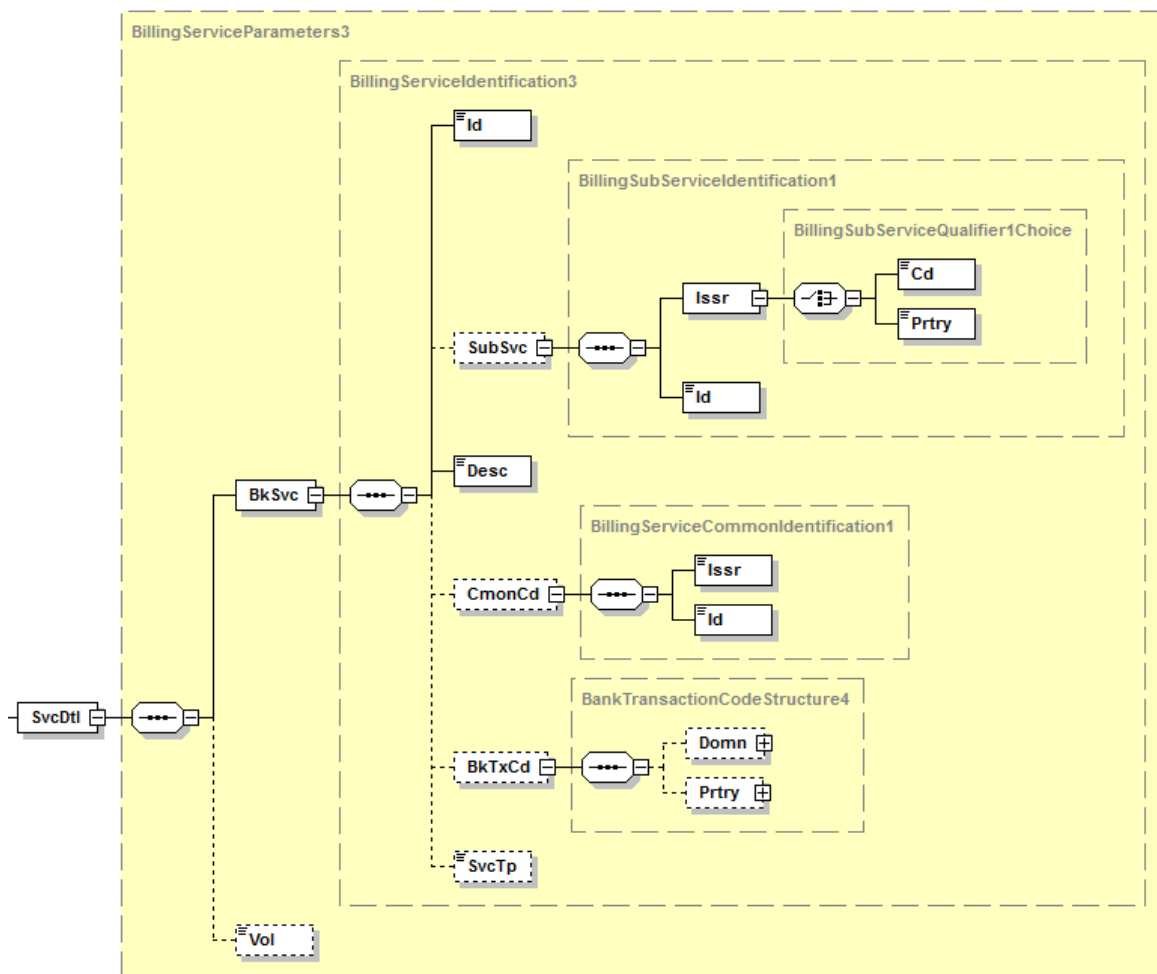 BillingServiceParameters3
BillingServiceIdentification3
Id
BillingSubServiceIdentification1
BillingSubServiceQualifier1Choice
Cd
Issr
Prtry
SubSvc
Id
Desc
BkSvc
BillingServiceCommonIdentification1
Issr
CmonCd
Id
BankTransactionCodeStructure4
SvcDtl
Domn
BkTxCd
Prtry
SvcTp
Vol